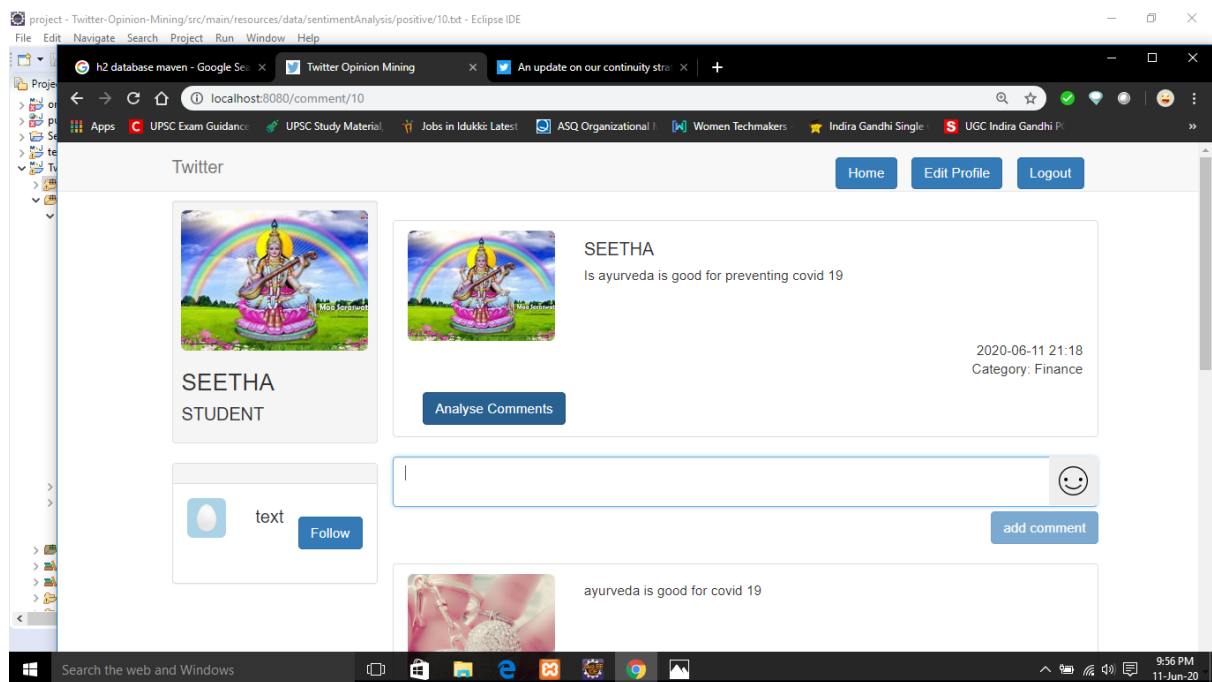 project - Twitter-Opinion-Mining/src/main/resources/data/sentimentAnalysis/positive/10.txt - Eclipse IDE
File Edit Navigate Search Project Run Window Help
h2 database maven - Google Sea
Twitter Opinion Mining
An update on our continuity stra
Proje
localhost:8080/comment/10
Apps
UPSC Exam Guidance
UPSC Study Material,
Jobs in Idukki: Latest
ASQ Organizational
Women Techmakers -
Indira Gandhi Single
UGC Indira Gandhi P
Twitter
Home
Edit Profile
Logout
Maa Saraswat
SEETHA
STUDENT
SEETHA
Is ayurveda is good for preventing covid 19
2020-06-11 21:18
Category: Finance
Analyse Comments
text
Follow
add comment
ayurveda is good for covid 19
Search the web and Windows
9:56 PM
11-Jun-20